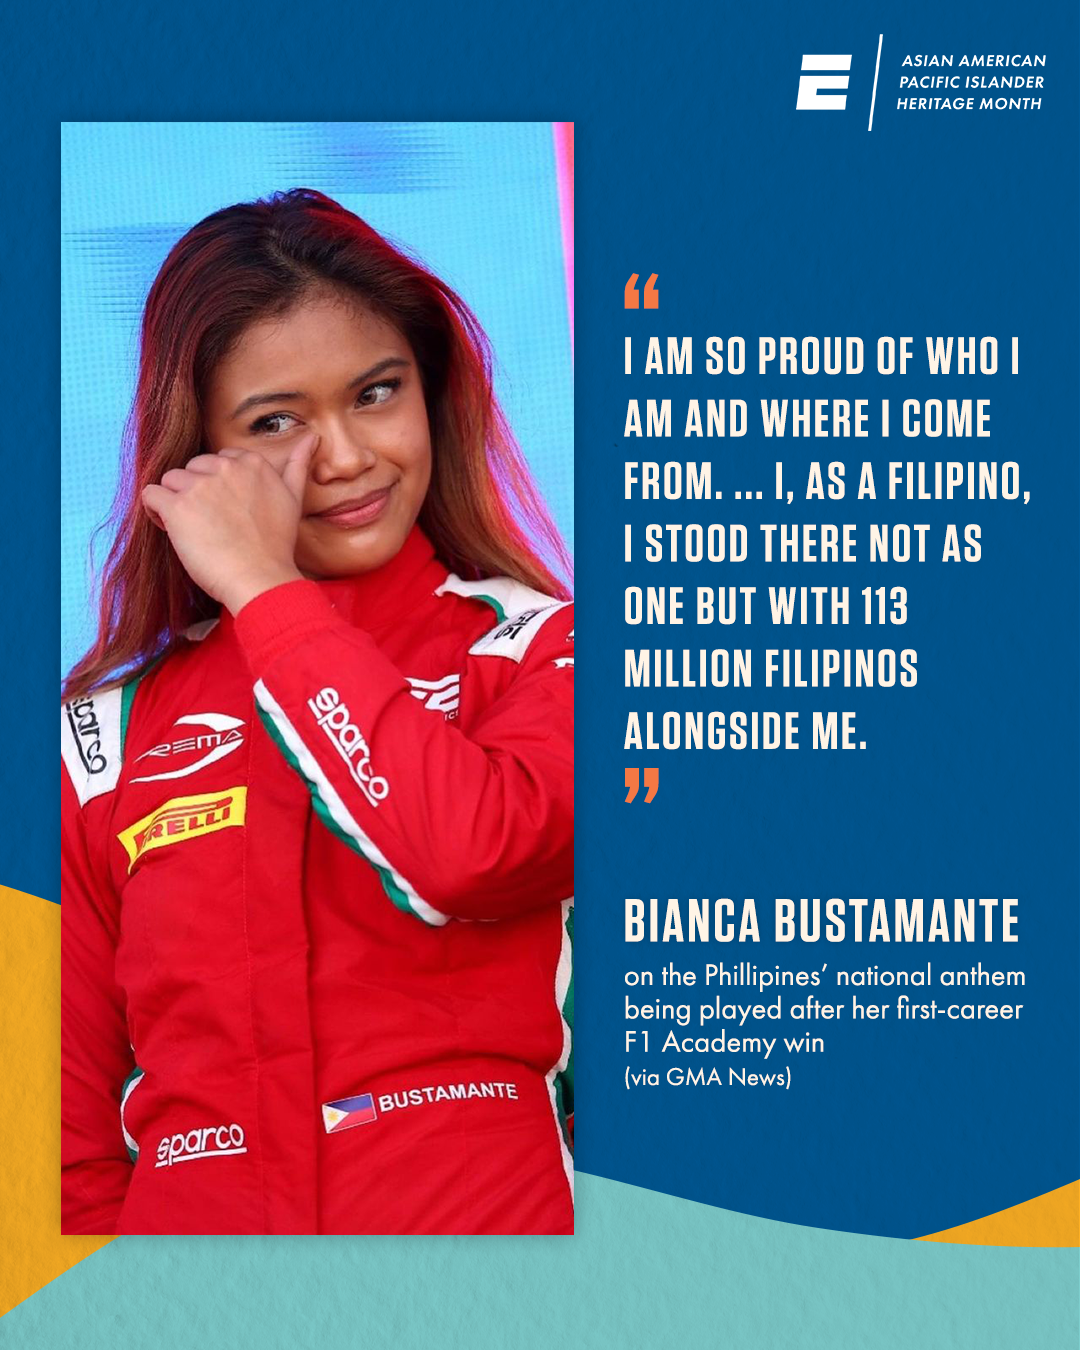 ASIAN AMERICAN
PACIFIC ISLANDER
HERITAGE MONTH
“
I AM SO PROUD OF WHO I
AM AND WHERE I COME
FROM. ... I, AS A FILIPINO,
I STOOD THERE NOT AS
ONE BUT WITH 113
MILLION FILIPINOS
ALONGSIDE ME.
”
BIANCA BUSTAMANTE
on the Phillipines’ national anthem
being played after her first-career
F1 Academy win
(via GMA News)
sparco
sparco
PREMA
PIRELLI
BUSTAMANTE
sparco